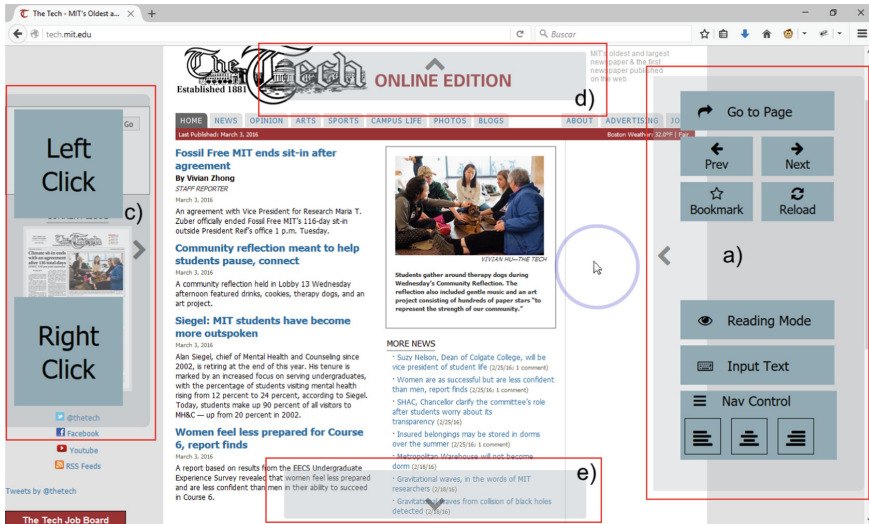 The Tech - MIT's Oldest a...
tech.mit.edu
Buscar
The Tech
Established 1881
ONLINE EDITION
MIT's oldest and largest
newspaper & the first
newspaper published
on the web
d)
HOME NEWS OPINION ARTS SPORTS CAMPUS LIFE PHOTOS BLOGS ABOUT ADVERTISING JO
Last Published: March 3, 2016
Boston Weather: 32.0°F | Fair
Go
Left
Click
c)
Right
Click
@thetech
Facebook
Youtube
RSS Feeds
Tweets by @thetech
The Tech Job Board
Fossil Free MIT ends sit-in after
agreement
By Vivian Zhong
STAFF REPORTER
March 3, 2016
An agreement with Vice President for Research Maria T.
Zuber officially ended Fossil Free MIT's 116-day sit-in
outside President Reif's office 1 p.m. Tuesday.
Community reflection meant to help
students pause, connect
March 3, 2016
A community reflection held in Lobby 13 Wednesday
afternoon featured drinks, cookies, therapy dogs, and an
art project.
Siegel: MIT students have become
more outspoken
March 3, 2016
Alan Siegel, chief of Mental Health and Counseling since
2002, is retiring at the end of this year. His tenure is
marked by an increased focus on serving undergraduates,
with the percentage of students visiting mental health
rising from 12 percent to 24 percent, according to Siegel.
Today, students make up 90 percent of all visitors to
MH&C — up from 20 percent in 2002.
Women feel less prepared for Course
6, report finds
March 3, 2016
A report based on results from the EECS Undergraduate
Experience Survey revealed that women feel less prepared
and are less confident than men in their ability to succeed
in Course 6.
VIVIAN HU—THE TECH
Students gather around therapy dogs during
Wednesday's Community Reflection. The
reflection also included gentle music and an art
project consisting of hundreds of paper stars "to
represent the strength of our community."
MORE NEWS
· Suzy Nelson, Dean of Colgate College, will be
vice president of student life (2/25/16; 1 comment)
· Women are as successful but are less confident
than men, report finds (2/25/16; 1 comment)
· SHAC, Chancellor clarify the committee's role
after students worry about its
transparency (2/25/16)
· Insured belongings may be stored in dorms
over the summer (2/25/16; 1 comment)
· Metropolitan Warehouse will not become
dorm (2/18/16)
· Gravitational waves, in the words of MIT
researchers (2/18/16)
· Gravitational waves from collision of black holes
detected (2/18/16)
e)
Go to Page
Prev
Next
Bookmark
Reload
a)
Reading Mode
Input Text
Nav Control